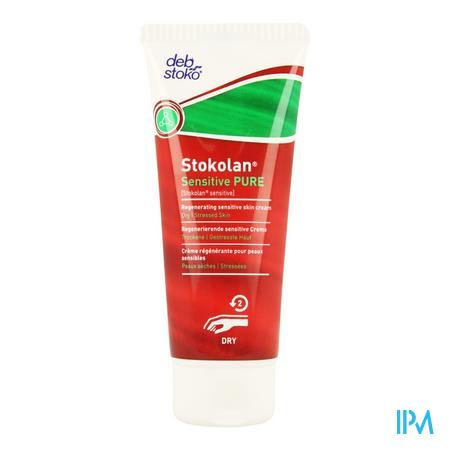 deb
stoko®
Stokolan®
Sensitive PURE
[Stokolan® sensitive]
Regenerating sensitive skin cream
Dry | Stressed Skin
Regenerierende sensitive Creme
Trockene | Gestresste Haut
Crème régénérante pour peaux
sensibles
Peaux sèches | Stressées
2
DRY
IPM